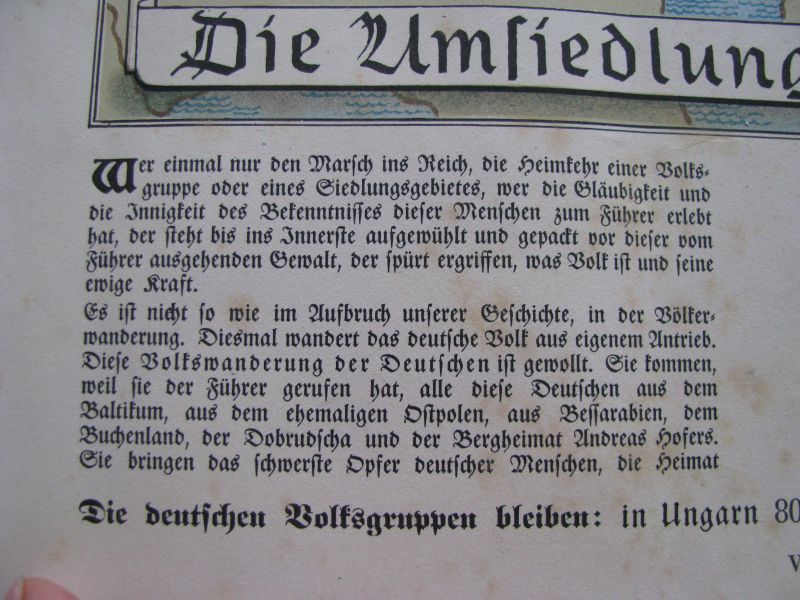 Die Umsiedlung
Wer einmal nur den Marsch ins Reich, die Heimkehr einer Volks-
gruppe oder eines Siedlungsgebietes, wer die Gläubigkeit und
die Innigkeit des Bekenntnisses dieser Menschen zum Führer erlebt
hat, der steht bis ins Innerste aufgewühlt und gepackt vor dieser vom
Führer ausgehenden Gewalt, der spürt ergriffen, was Volk ist und seine
ewige Kraft.
Es ist nicht so wie im Aufbruch unserer Geschichte, in der Völker-
wanderung. Diesmal wandert das deutsche Volk aus eigenem Antrieb.
Diese Volkswanderung der Deutschen ist gewollt. Sie kommen,
weil sie der Führer gerufen hat, alle diese Deutschen aus dem
Baltikum, aus dem ehemaligen Ostpolen, aus Bessarabien, dem
Buchenland, der Dobrudscha und der Bergheimat Andreas Hofers.
Sie bringen das schwerste Opfer deutscher Menschen, die Heimat
Die deutschen Volksgruppen bleiben: in Ungarn 80
V